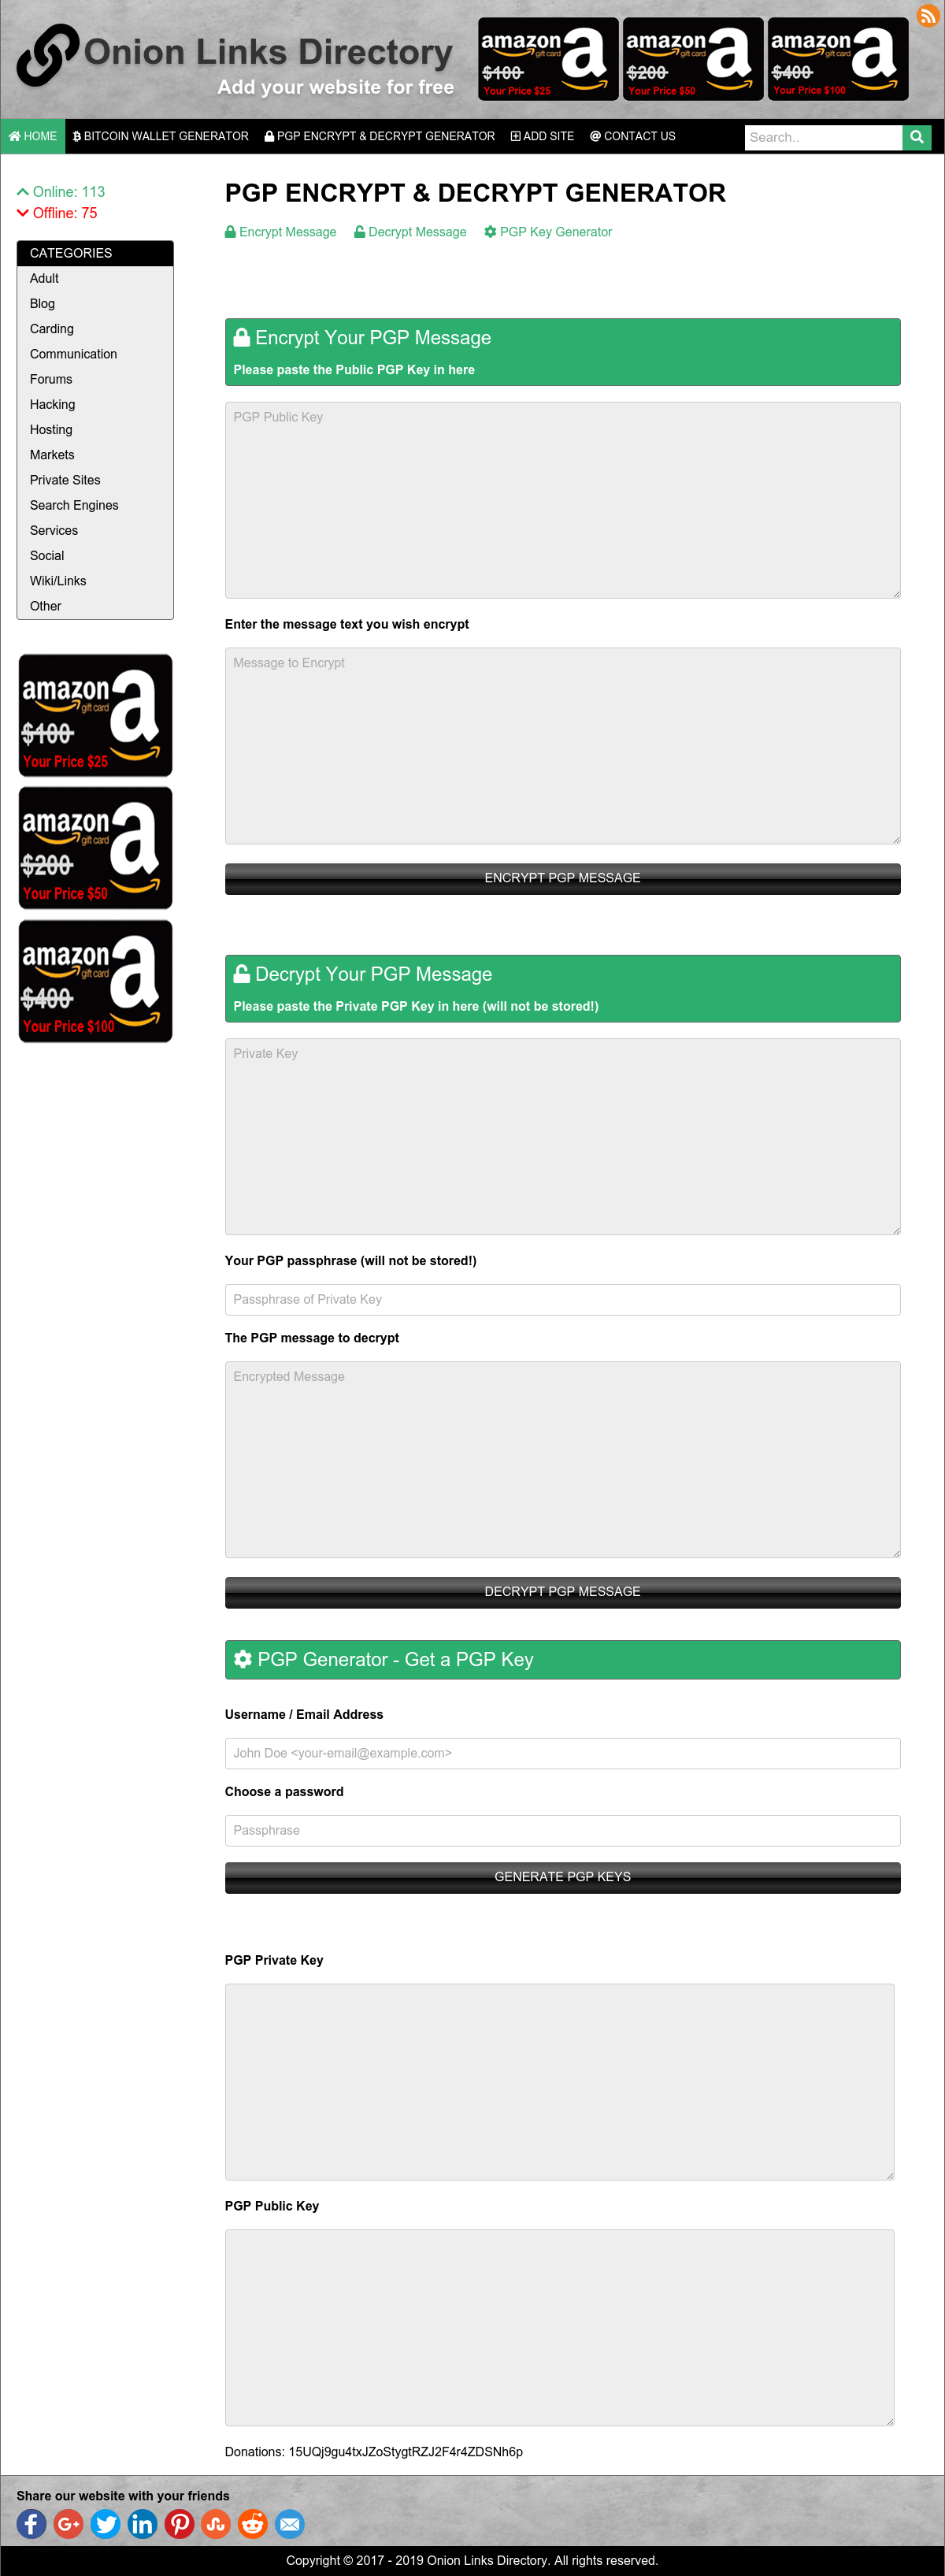 Onion Links Directory
Add your website for free
amazon
gift card
$100
Your Price $25
amazon
gift card
$200
Your Price $50
amazon
gift card
$400
Your Price $100
HOME
BITCOIN WALLET GENERATOR
PGP ENCRYPT & DECRYPT GENERATOR
ADD SITE
CONTACT US
Search..
Online: 113
Offline: 75
CATEGORIES
Adult
Blog
Carding
Communication
Forums
Hacking
Hosting
Markets
Private Sites
Search Engines
Services
Social
Wiki/Links
Other
amazon
gift card
$100
Your Price $25
amazon
gift card
$200
Your Price $50
amazon
gift card
$400
Your Price $100
PGP ENCRYPT & DECRYPT GENERATOR
Encrypt Message Decrypt Message PGP Key Generator
Encrypt Your PGP Message
Please paste the Public PGP Key in here
PGP Public Key
Enter the message text you wish encrypt
Message to Encrypt
ENCRYPT PGP MESSAGE
Decrypt Your PGP Message
Please paste the Private PGP Key in here (will not be stored!)
Private Key
Your PGP passphrase (will not be stored!)
Passphrase of Private Key
The PGP message to decrypt
Encrypted Message
DECRYPT PGP MESSAGE
PGP Generator - Get a PGP Key
Username / Email Address
John Doe <your-email@example.com>
Choose a password
Passphrase
GENERATE PGP KEYS
PGP Private Key
PGP Public Key
Donations: 15UQj9gu4txJZoStygtRZJ2F4r4ZDSNh6p
Share our website with your friends
Copyright © 2017 - 2019 Onion Links Directory. All rights reserved.